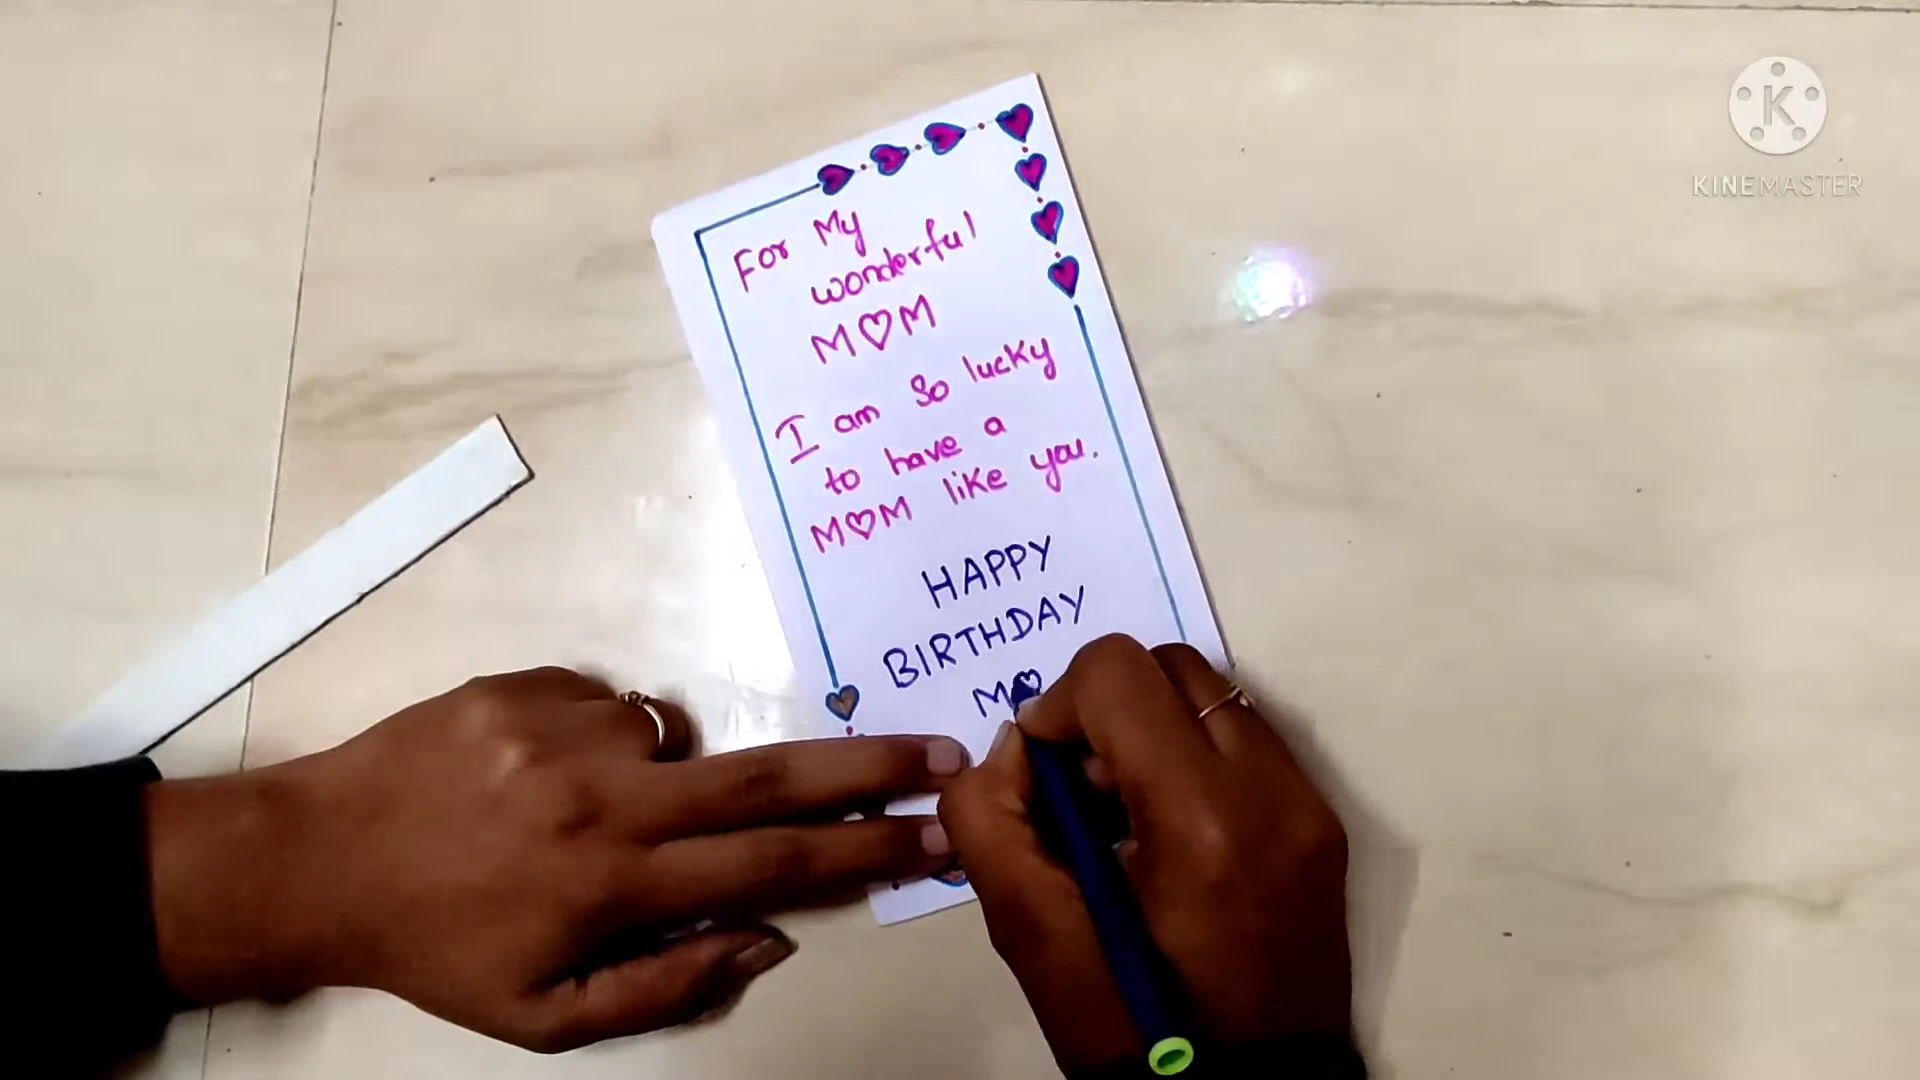 For My
wonderful
M♡M
I am so lucky
to have a
M♡M like you.
HAPPY
BIRTHDAY
M♡
K
KINEMASTER